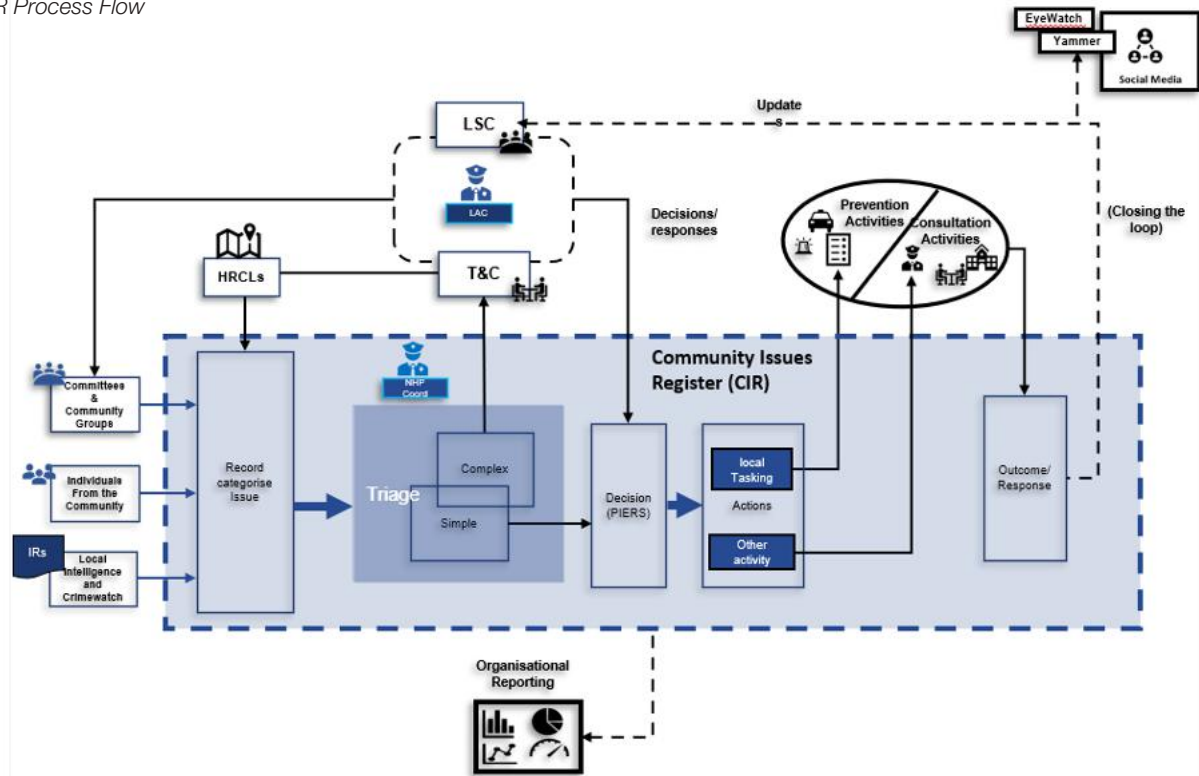 R Process Flow
EyeWatch
Yammer
Social Media
Update
s
LSC
LAC
Decisions/
responses
Prevention
Activities
Consultation
Activities
(Closing the
loop)
HRCLs
T&C
Community Issues
Register (CIR)
NHP
Coord
Committees
&
Community
Groups
Individuals
From the
Community
IRs
Local
Intelligence
and
Crimewatch
Record
categorise
Issue
Triage
Complex
Simple
Decision
(PIERS)
local
Tasking
Actions
Other
activity
Outcome/
Response
Organisational
Reporting